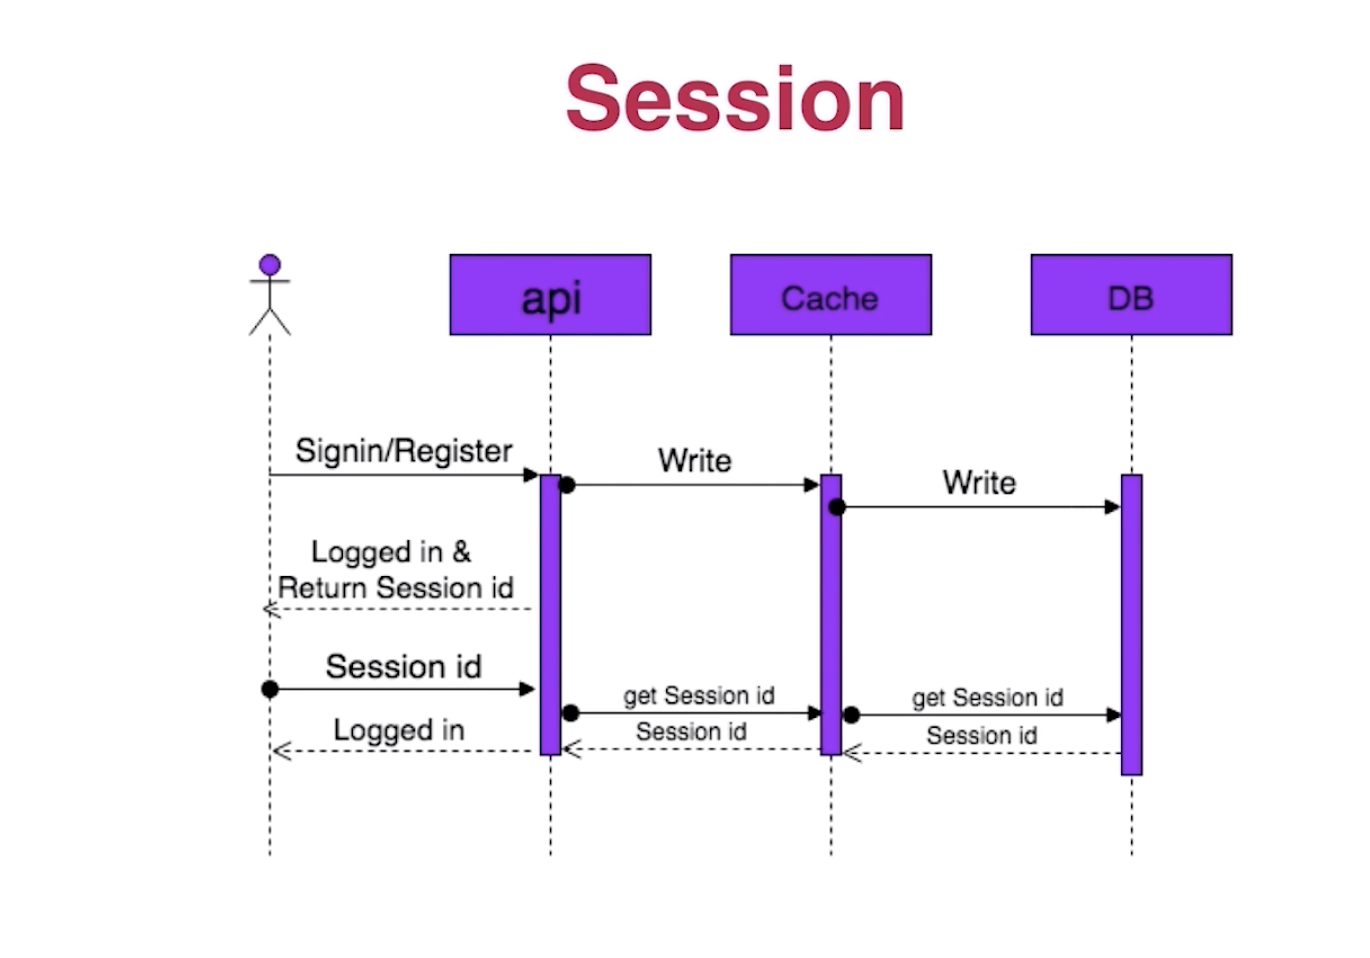 Session
api
Cache
DB
Signin/Register
Write
Write
Logged in &
Return Session id
Session id
get Session id
get Session id
Logged in
Session id
Session id